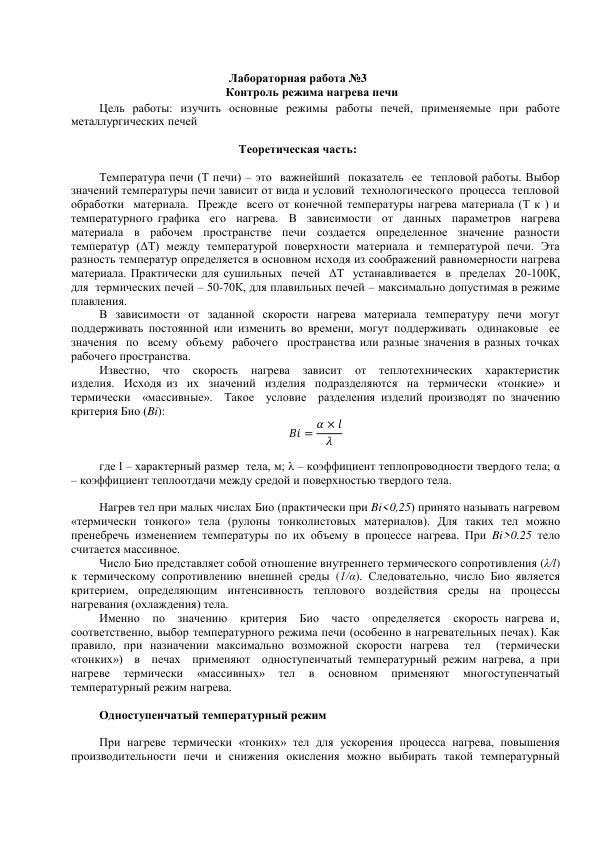 Лабораторная работа №3
Контроль режима нагрева печи
Цель работы: изучить основные режимы работы печей, применяемые при работе
металлургических печей
Теоретическая часть:
Температура печи (Т печи) – это важнейший показатель ее тепловой работы. Выбор
значений температуры печи зависит от вида и условий технологического процесса тепловой
обработки материала. Прежде всего от конечной температуры нагрева материала (Т к ) и
температурного графика его нагрева. В зависимости от данных параметров нагрева
материала в рабочем пространстве печи создается определенное значение разности
температур (ΔТ) между температурой поверхности материала и температурой печи. Эта
разность температур определяется в основном исходя из соображений равномерности нагрева
материала. Практически для сушильных печей ΔТ устанавливается в пределах 20-100К,
для термических печей – 50-70К, для плавильных печей – максимально допустимая в режиме
плавления.
В зависимости от заданной скорости нагрева материала температуру печи могут
поддерживать постоянной или изменить во времени, могут поддерживать одинаковые ее
значения по всему объему рабочего пространства или разные значения в разных точках
рабочего пространства.
Известно, что скорость нагрева зависит от теплотехнических характеристик
изделия. Исходя из их значений изделия подразделяются на термически «тонкие» и
термически «массивные». Такое условие разделения изделий производят по значению
критерия Био (Bi):
Bi = α × l / λ
где l – характерный размер тела, м; λ – коэффициент теплопроводности твердого тела; α
– коэффициент теплоотдачи между средой и поверхностью твердого тела.
Нагрев тел при малых числах Био (практически при Bi<0,25) принято называть нагревом
«термически тонкого» тела (рулоны тонколистовых материалов). Для таких тел можно
пренебречь изменением температуры по их объему в процессе нагрева. При Bi>0.25 тело
считается массивное.
Число Био представляет собой отношение внутреннего термического сопротивления (λ/l)
к термическому сопротивлению внешней среды (1/α). Следовательно, число Био является
критерием, определяющим интенсивность теплового воздействия среды на процессы
нагревания (охлаждения) тела.
Именно по значению критерия Био часто определяется скорость нагрева и,
соответственно, выбор температурного режима печи (особенно в нагревательных печах). Как
правило, при назначении максимально возможной скорости нагрева тел (термически
«тонких») в печах применяют одноступенчатый температурный режим нагрева, а при
нагреве термически «массивных» тел в основном применяют многоступенчатый
температурный режим нагрева.
Одноступенчатый температурный режим
При нагреве термически «тонких» тел для ускорения процесса нагрева, повышения
производительности печи и снижения окисления можно выбирать такой температурный